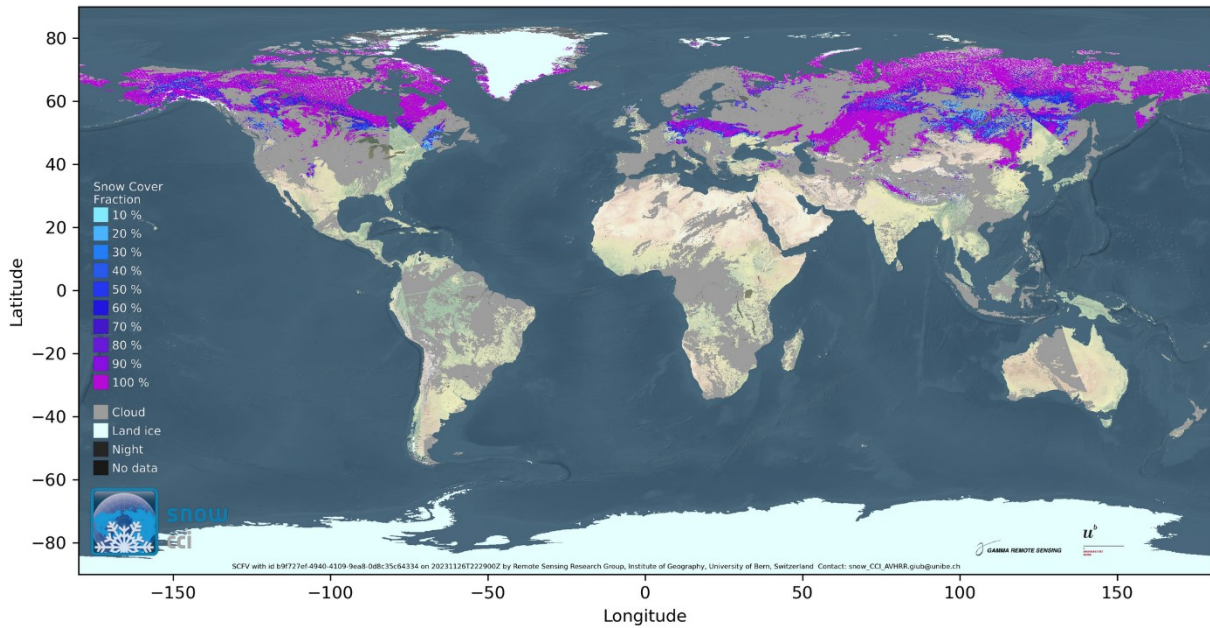 80
60
40
20
0
−20
−40
−60
−80
Latitude
Snow Cover
Fraction
10 %
20 %
30 %
40 %
50 %
60 %
70 %
80 %
90 %
100 %
Cloud
Land ice
Night
No data
snow
cci
GAMMA REMOTE SENSING
u
b
SCFV with id b9f727ef-4940-4109-9ea8-0d8c35c64334 on 20231126T222900Z by Remote Sensing Research Group, Institute of Geography, University of Bern, Switzerland Contact: snow_CCI_AVHRR.giub@unibe.ch
−150
−100
−50
0
50
100
150
Longitude